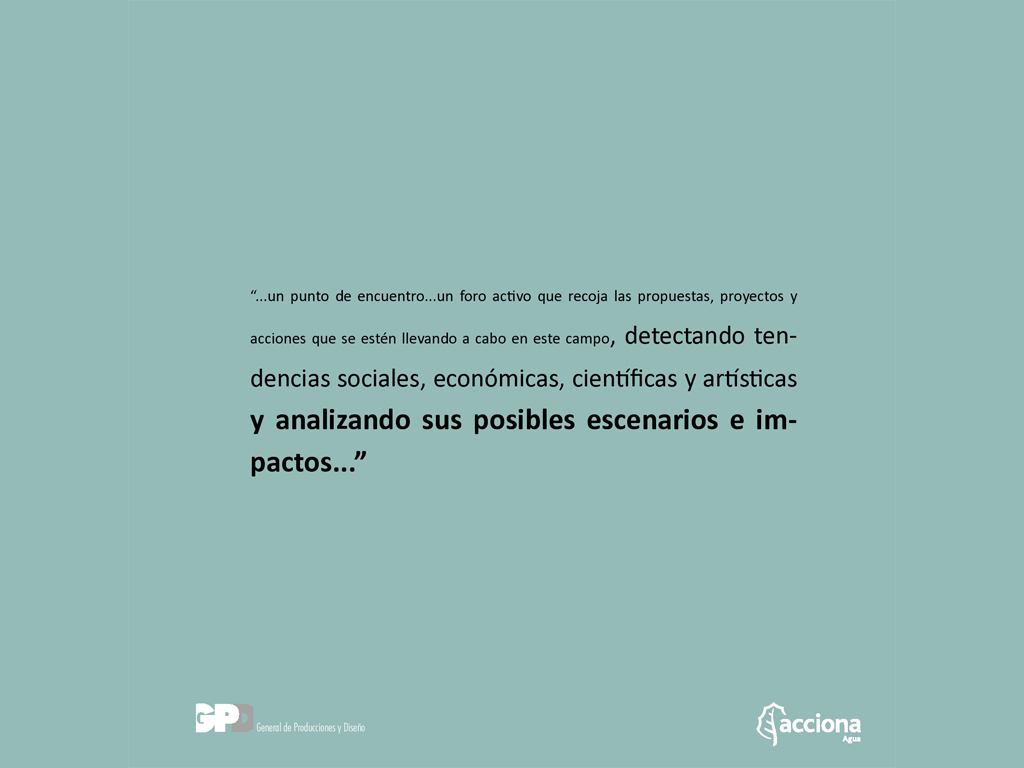 “...un punto de encuentro...un foro activo que recoja las propuestas, proyectos y
acciones que se estén llevando a cabo en este campo, detectando ten-
dencias sociales, económicas, científicas y artísticas
y analizando sus posibles escenarios e im-
pactos...”
GPD General de Producciones y Diseño
acciona
Agua